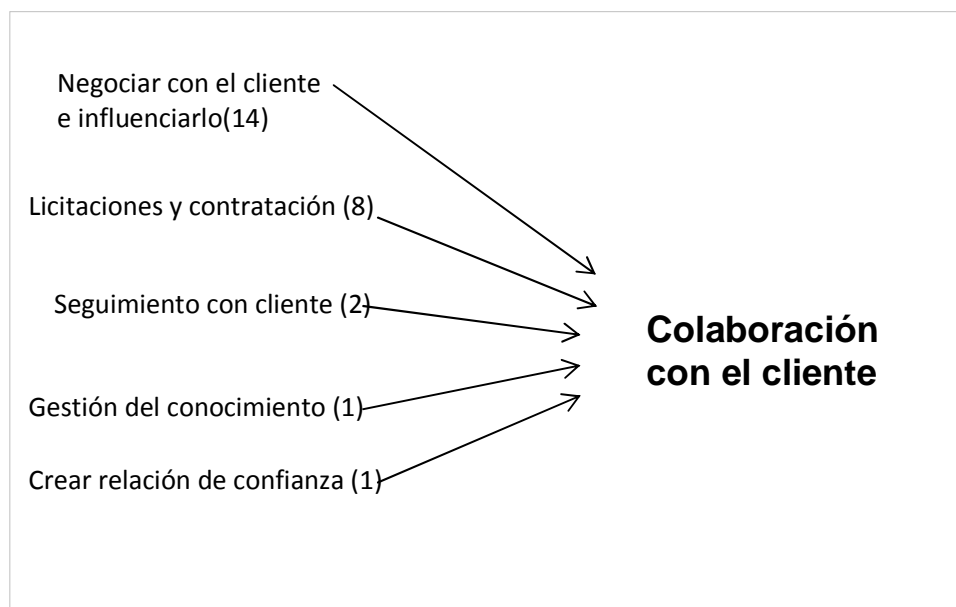 Negociar con el cliente
e influenciarlo(14)
Licitaciones y contratación (8)
Seguimiento con cliente (2)
Colaboración
con el cliente
Gestión del conocimiento (1)
Crear relación de confianza (1)